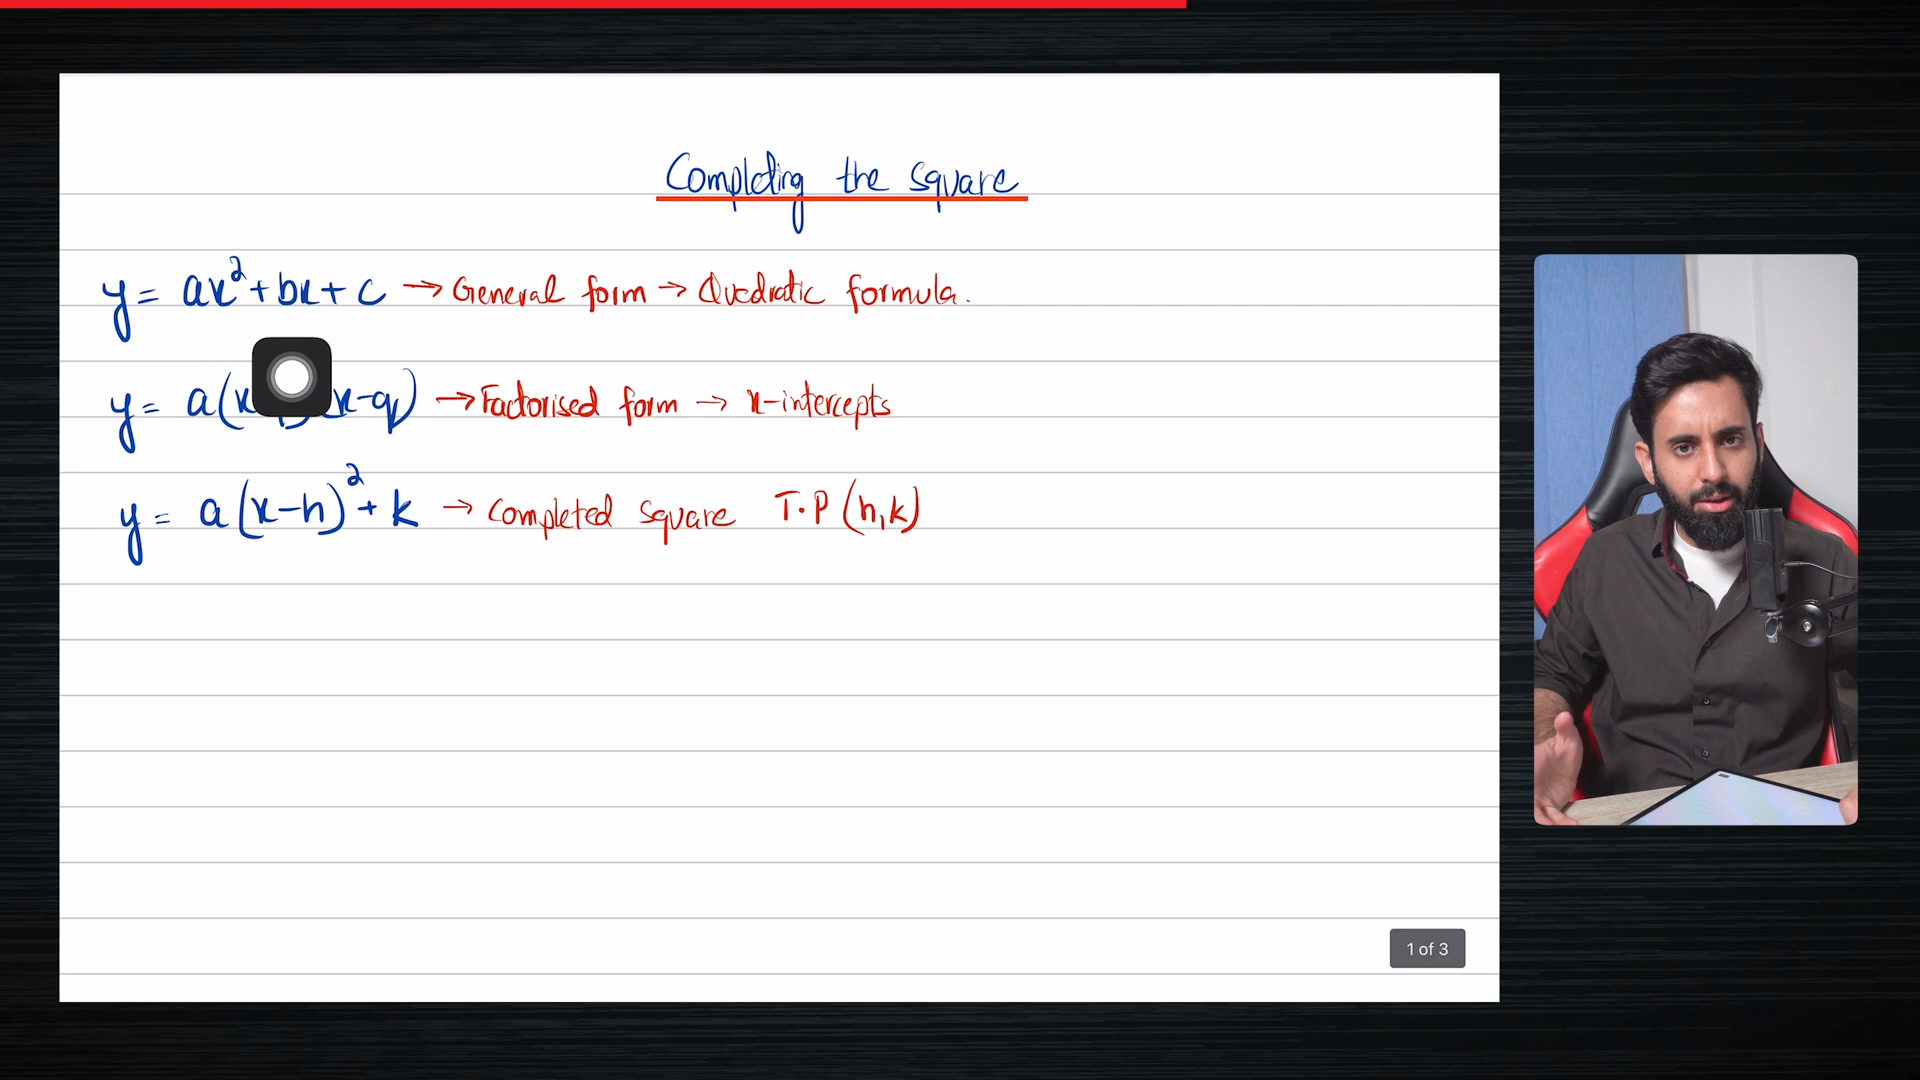 Completing the square
y = ax²+bx+c → General form → Quadratic formula.
y = a(x x-q) → Factorised form → x-intercepts
y = a(x-h)²+k → Completed square T.P (h,k)
1 of 3